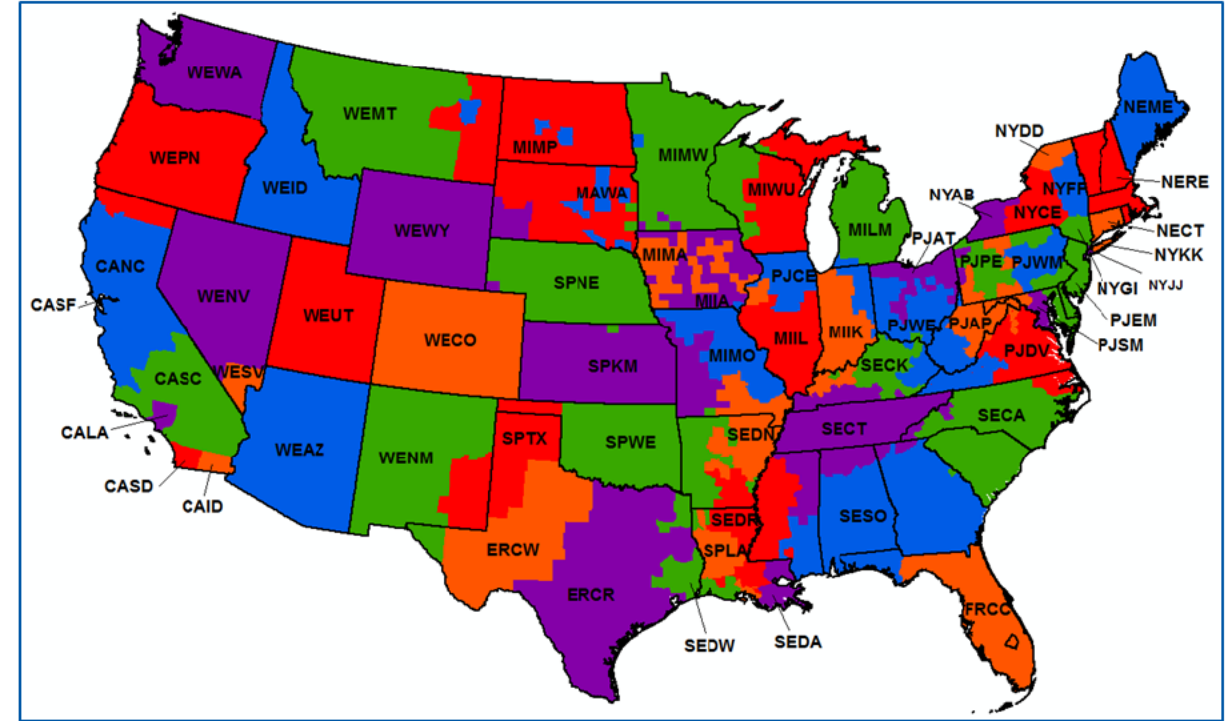 WEWA
NEME
WEMT
NYDD
WEPN
MIMP
MIMW
NERE
WEID
MAWA
MIWU
NYAB
NYFF
NYCE
WEWY
MILM
NECT
PJAT
NYKK
CANC
MIMA
PJCE
PJPE
PJWM
NYGI
NYJJ
SPNE
MIIA
CASF
WENV
WEUT
PJEM
WECO
MIIL
MIIK
PJWE
PJAP
PJSM
MIMO
PJDV
CASC
WESV
SPKM
SECK
CALA
SECA
SPTX
SPWE
SEDN
SECT
WEAZ
WENM
CASD
CAID
SEDR
SESO
ERCW
SPLA
ERCR
FRCC
SEDW
SEDA